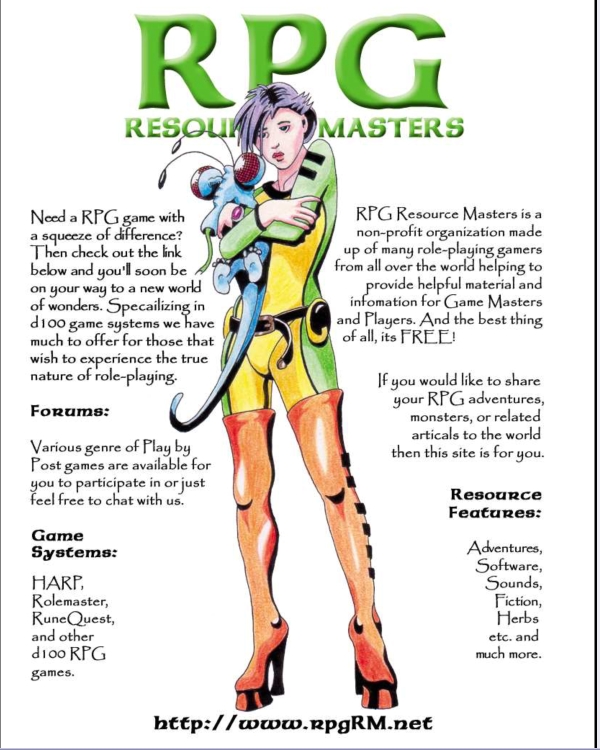 RPG
RESOU MASTERS
Need a RPG game with
a squeeze of difference?
Then check out the link
below and you'll soon be
on your way to a new world
of wonders. Specailizing in
d100 game systems we have
much to offer for those that
wish to experience the true
nature of role-playing.
Forums:
Various genre of Play by
Post games are available for
you to participate in or just
feel free to chat with us.
Game
Systems:
HARP,
Rolemaster,
RuneQuest,
and other
d100 RPG
games.
RPG Resource Masters is a
non-profit organization made
up of many role-playing gamers
from all over the world helping to
provide helpful material and
infomation for Game Masters
and Players. And the best thing
of all, its FREE!
If you would like to share
your RPG adventures,
monsters, or related
articals to the world
then this site is for you.
Resource
Features:
Adventures,
Software,
Sounds,
Fiction,
Herbs
etc. and
much more.
http://www.rpgRM.net